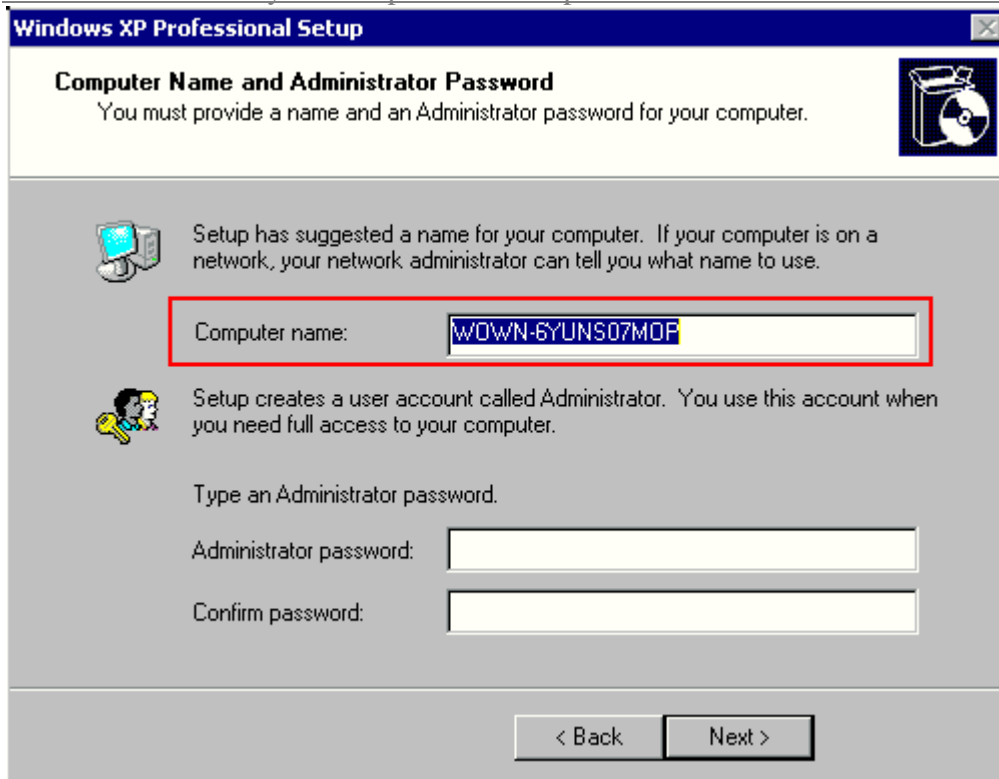 Windows XP Professional Setup
Computer Name and Administrator Password
You must provide a name and an Administrator password for your computer.
Setup has suggested a name for your computer. If your computer is on a
network, your network administrator can tell you what name to use.
Computer name:
WOWN-6YUNS07MOP
Setup creates a user account called Administrator. You use this account when
you need full access to your computer.
Type an Administrator password.
Administrator password:
Confirm password:
< Back
Next >